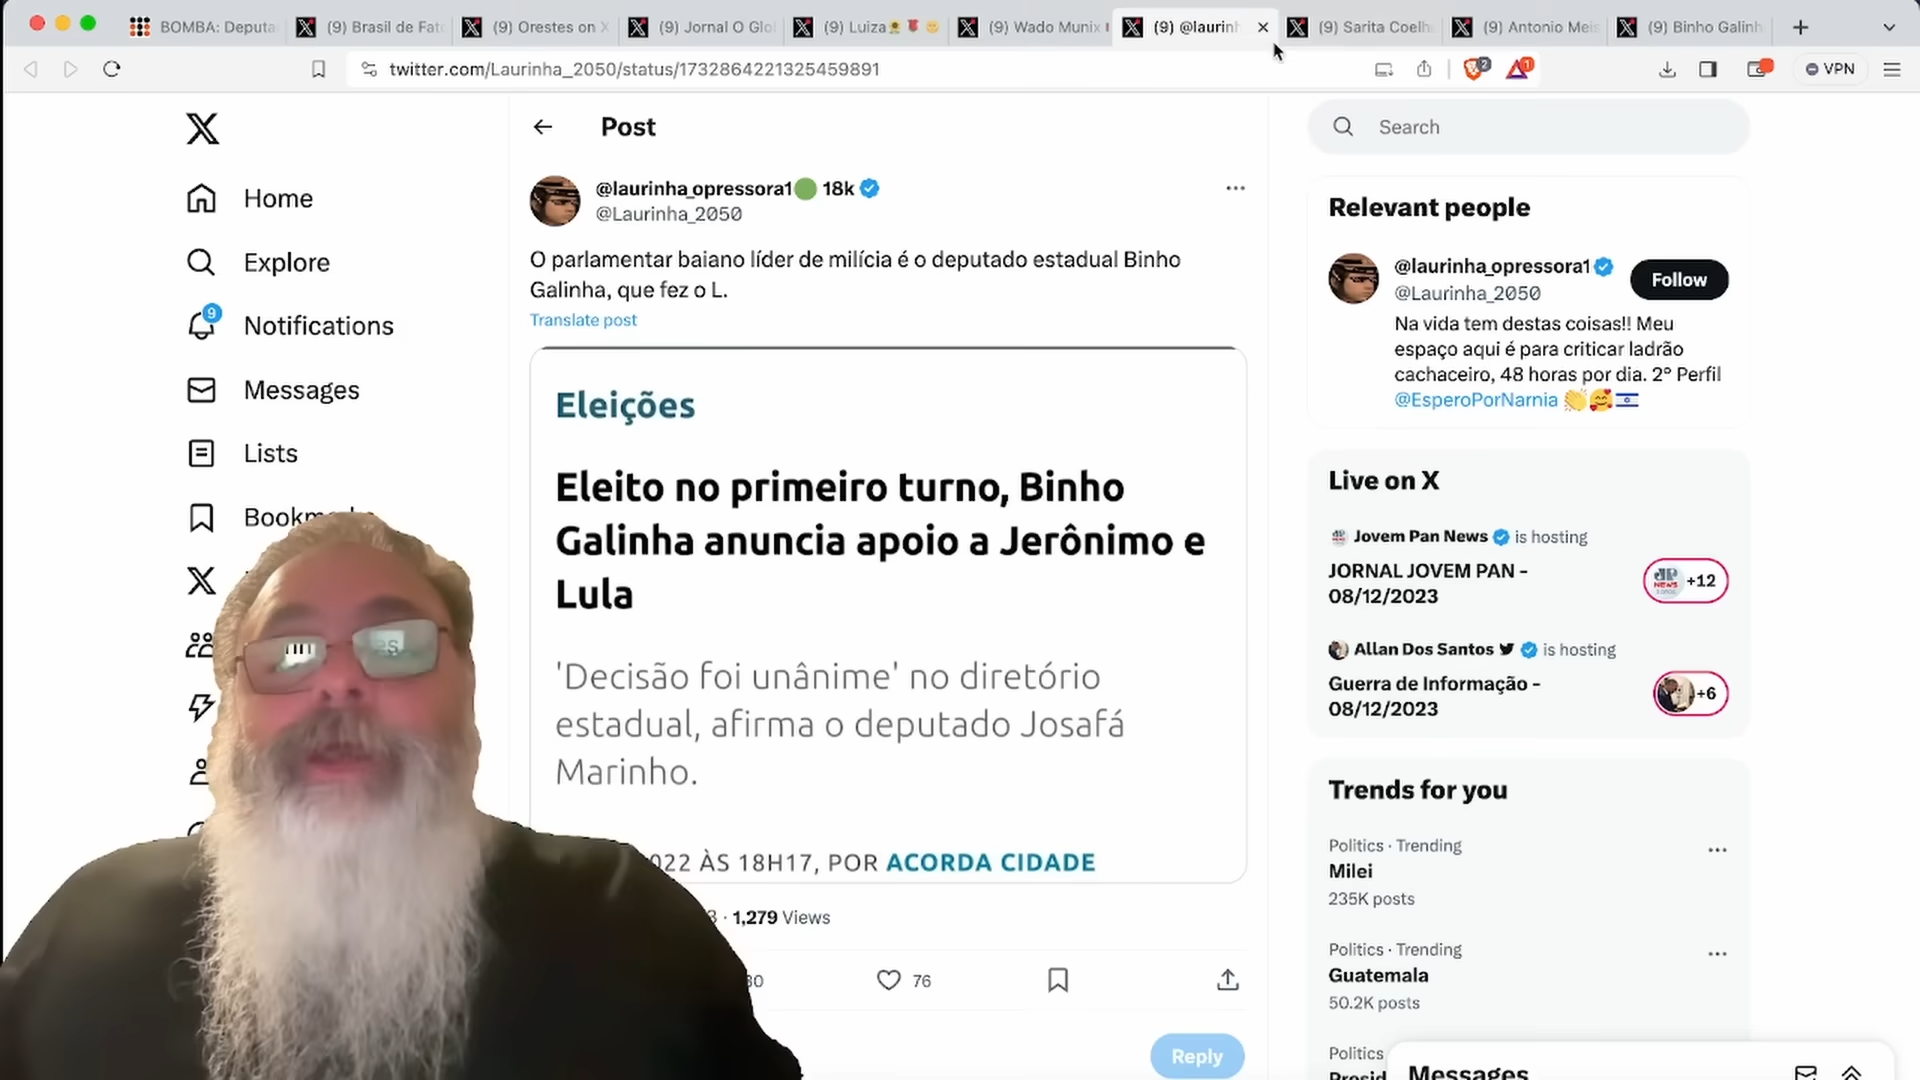 BOMBA: Deputa
(9) Brasil de Fato
(9) Orestes on X
(9) Jornal O Glo
(9) Luiza
(9) Wado Munix
(9) @laurinh
(9) Sarita Coelh
(9) Antonio Meis
(9) Binho Galinh
twitter.com/Laurinha_2050/status/1732864221325459891
2
1
VPN
Home
Explore
9
Notifications
Messages
Lists
Post
@laurinha_opressora1🟢 18k
@Laurinha_2050
O parlamentar baiano líder de milícia é o deputado estadual Binho
Galinha, que fez o L.
Translate post
Eleições
Eleito no primeiro turno, Binho
Galinha anuncia apoio a Jerônimo e
Lula
'Decisão foi unânime' no diretório
estadual, afirma o deputado Josafá
Marinho.
022 ÀS 18H17, POR ACORDA CIDADE
· 1,279 Views
76
Reply
Search
Relevant people
@laurinha_opressora1
@Laurinha_2050
Follow
Na vida tem destas coisas!! Meu
espaço aqui é para criticar ladrão
cachaceiro, 48 horas por dia. 2° Perfil
@EsperoPorNarnia 👏🥰🇮🇱
Live on X
Jovem Pan News is hosting
JORNAL JOVEM PAN -
08/12/2023
JP
NEWS
+12
Allan Dos Santos is hosting
Guerra de Informação -
08/12/2023
+6
Trends for you
Politics · Trending
Milei
235K posts
Politics · Trending
Guatemala
50.2K posts
Politics
Messages